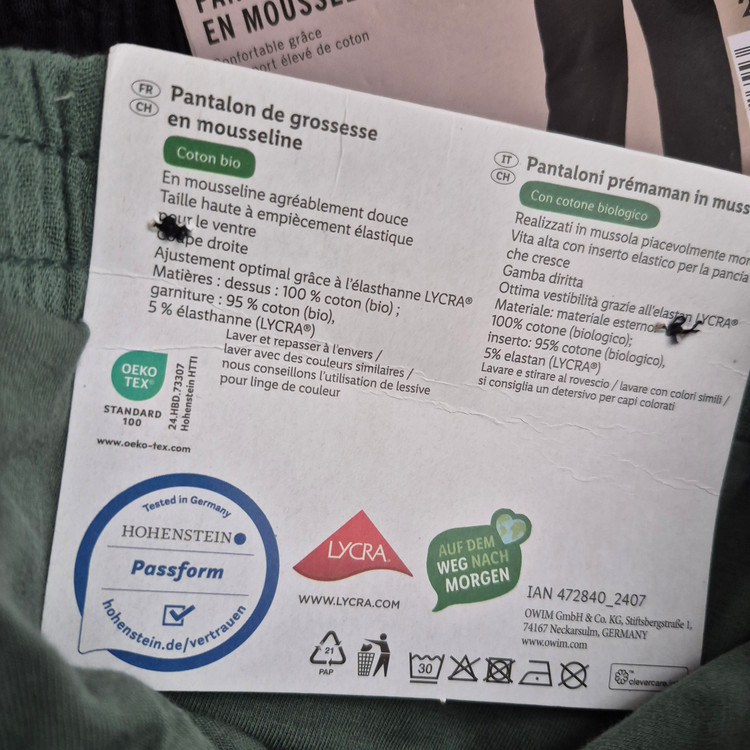 EN MOUSSE
confortable grâce
port élevé de coton
FR
CH
Pantalon de grossesse
en mousseline
Coton bio
En mousseline agréablement douce
Taille haute à empiècement élastique
pour le ventre
Coupe droite
Ajustement optimal grâce à l'élasthanne LYCRA®
Matières : dessus : 100 % coton (bio) ;
garniture : 95 % coton (bio),
5 % élasthanne (LYCRA®)
Laver et repasser à l'envers /
laver avec des couleurs similaires /
nous conseillons l'utilisation de lessive
pour linge de couleur
OEKO
TEX®
STANDARD
100
24.HBD.73307
Hohenstein HTTI
www.oeko-tex.com
IT
CH
Pantaloni prémaman in muss
Con cotone biologico
Realizzati in mussola piacevolmente mor
Vita alta con inserto elastico per la pancia
che cresce
Gamba diritta
Ottima vestibilità grazie all'elastan LYCRA®
Materiale: materiale esterno:
100% cotone (biologico);
inserto: 95% cotone (biologico),
5% elastan (LYCRA®)
Lavare e stirare al rovescio / lavare con colori simili /
si consiglia un detersivo per capi colorati
Tested in Germany
HOHENSTEIN
Passform
hohenstein.de/vertrauen
LYCRA®
WWW.LYCRA.COM
AUF DEM
WEG NACH
MORGEN
IAN 472840_2407
OWIM GmbH & Co. KG, Stiftsbergstraße 1,
74167 Neckarsulm, GERMANY
www.owim.com
21
PAP
30
clevercare.